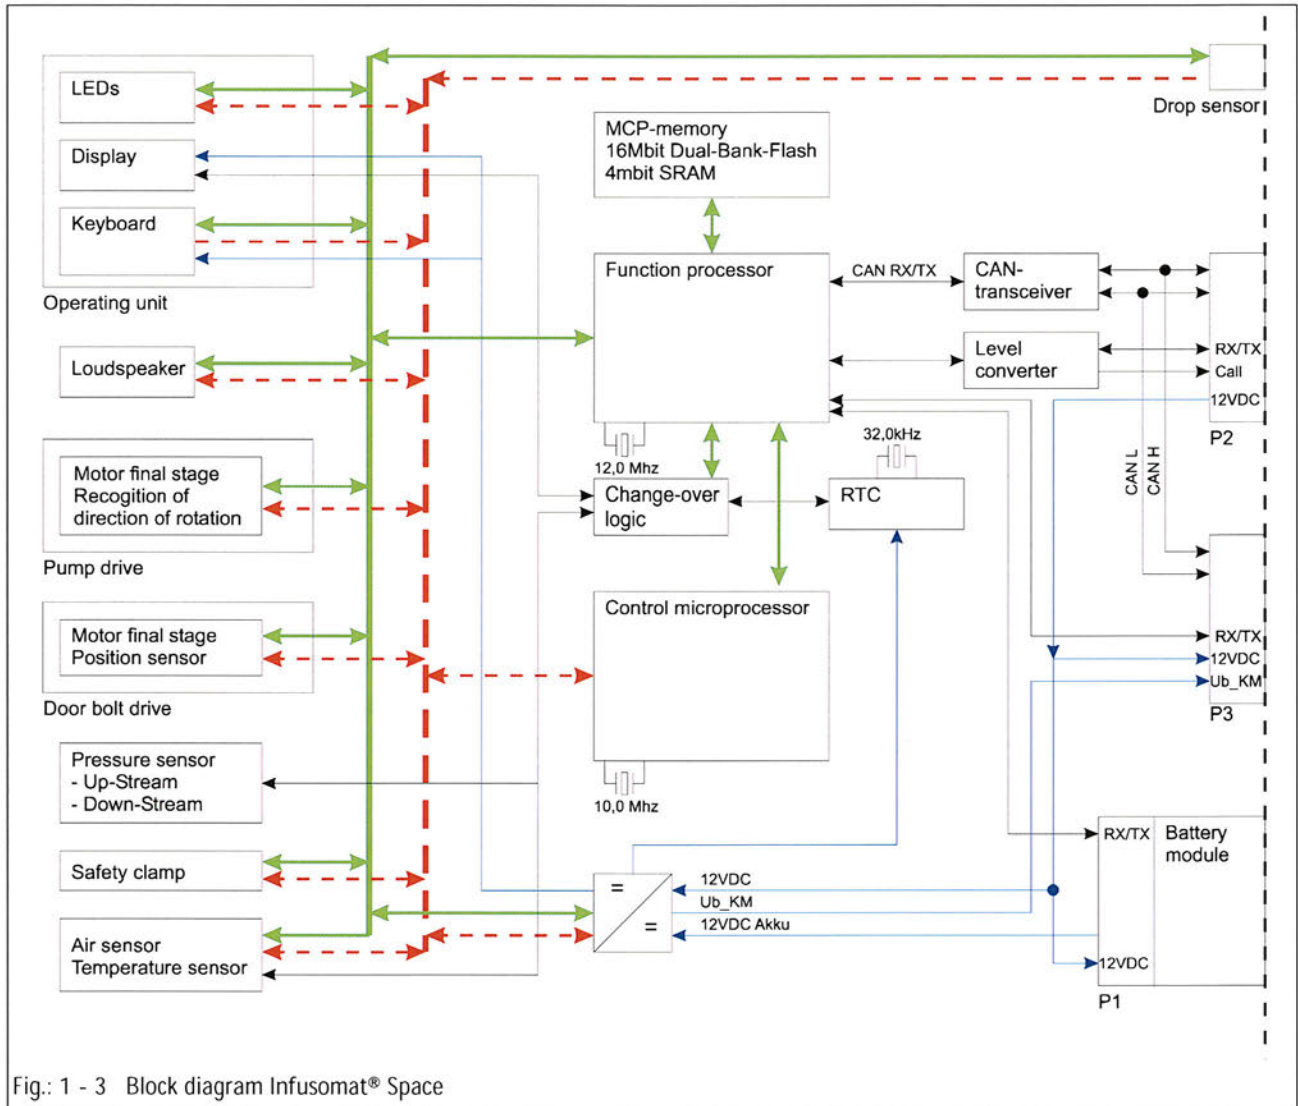 LEDs
Display
Keyboard
Operating unit
Loudspeaker
Motor final stage
Recogition of
direction of rotation
Pump drive
Motor final stage
Position sensor
Door bolt drive
Pressure sensor
- Up-Stream
- Down-Stream
Safety clamp
Air sensor
Temperature sensor
MCP-memory
16Mbit Dual-Bank-Flash
4mbit SRAM
Function processor
12,0 Mhz
Change-over
logic
32,0kHz
RTC
Control microprocessor
10,0 Mhz
=
=
12VDC
Ub_KM
12VDC Akku
CAN RX/TX
CAN-
transceiver
Level
converter
CAN L
CAN H
Drop sensor
RX/TX
Call
12VDC
P2
RX/TX
12VDC
Ub_KM
P3
RX/TX
Battery
module
12VDC
P1
Fig.: 1 - 3 Block diagram Infusomat® Space